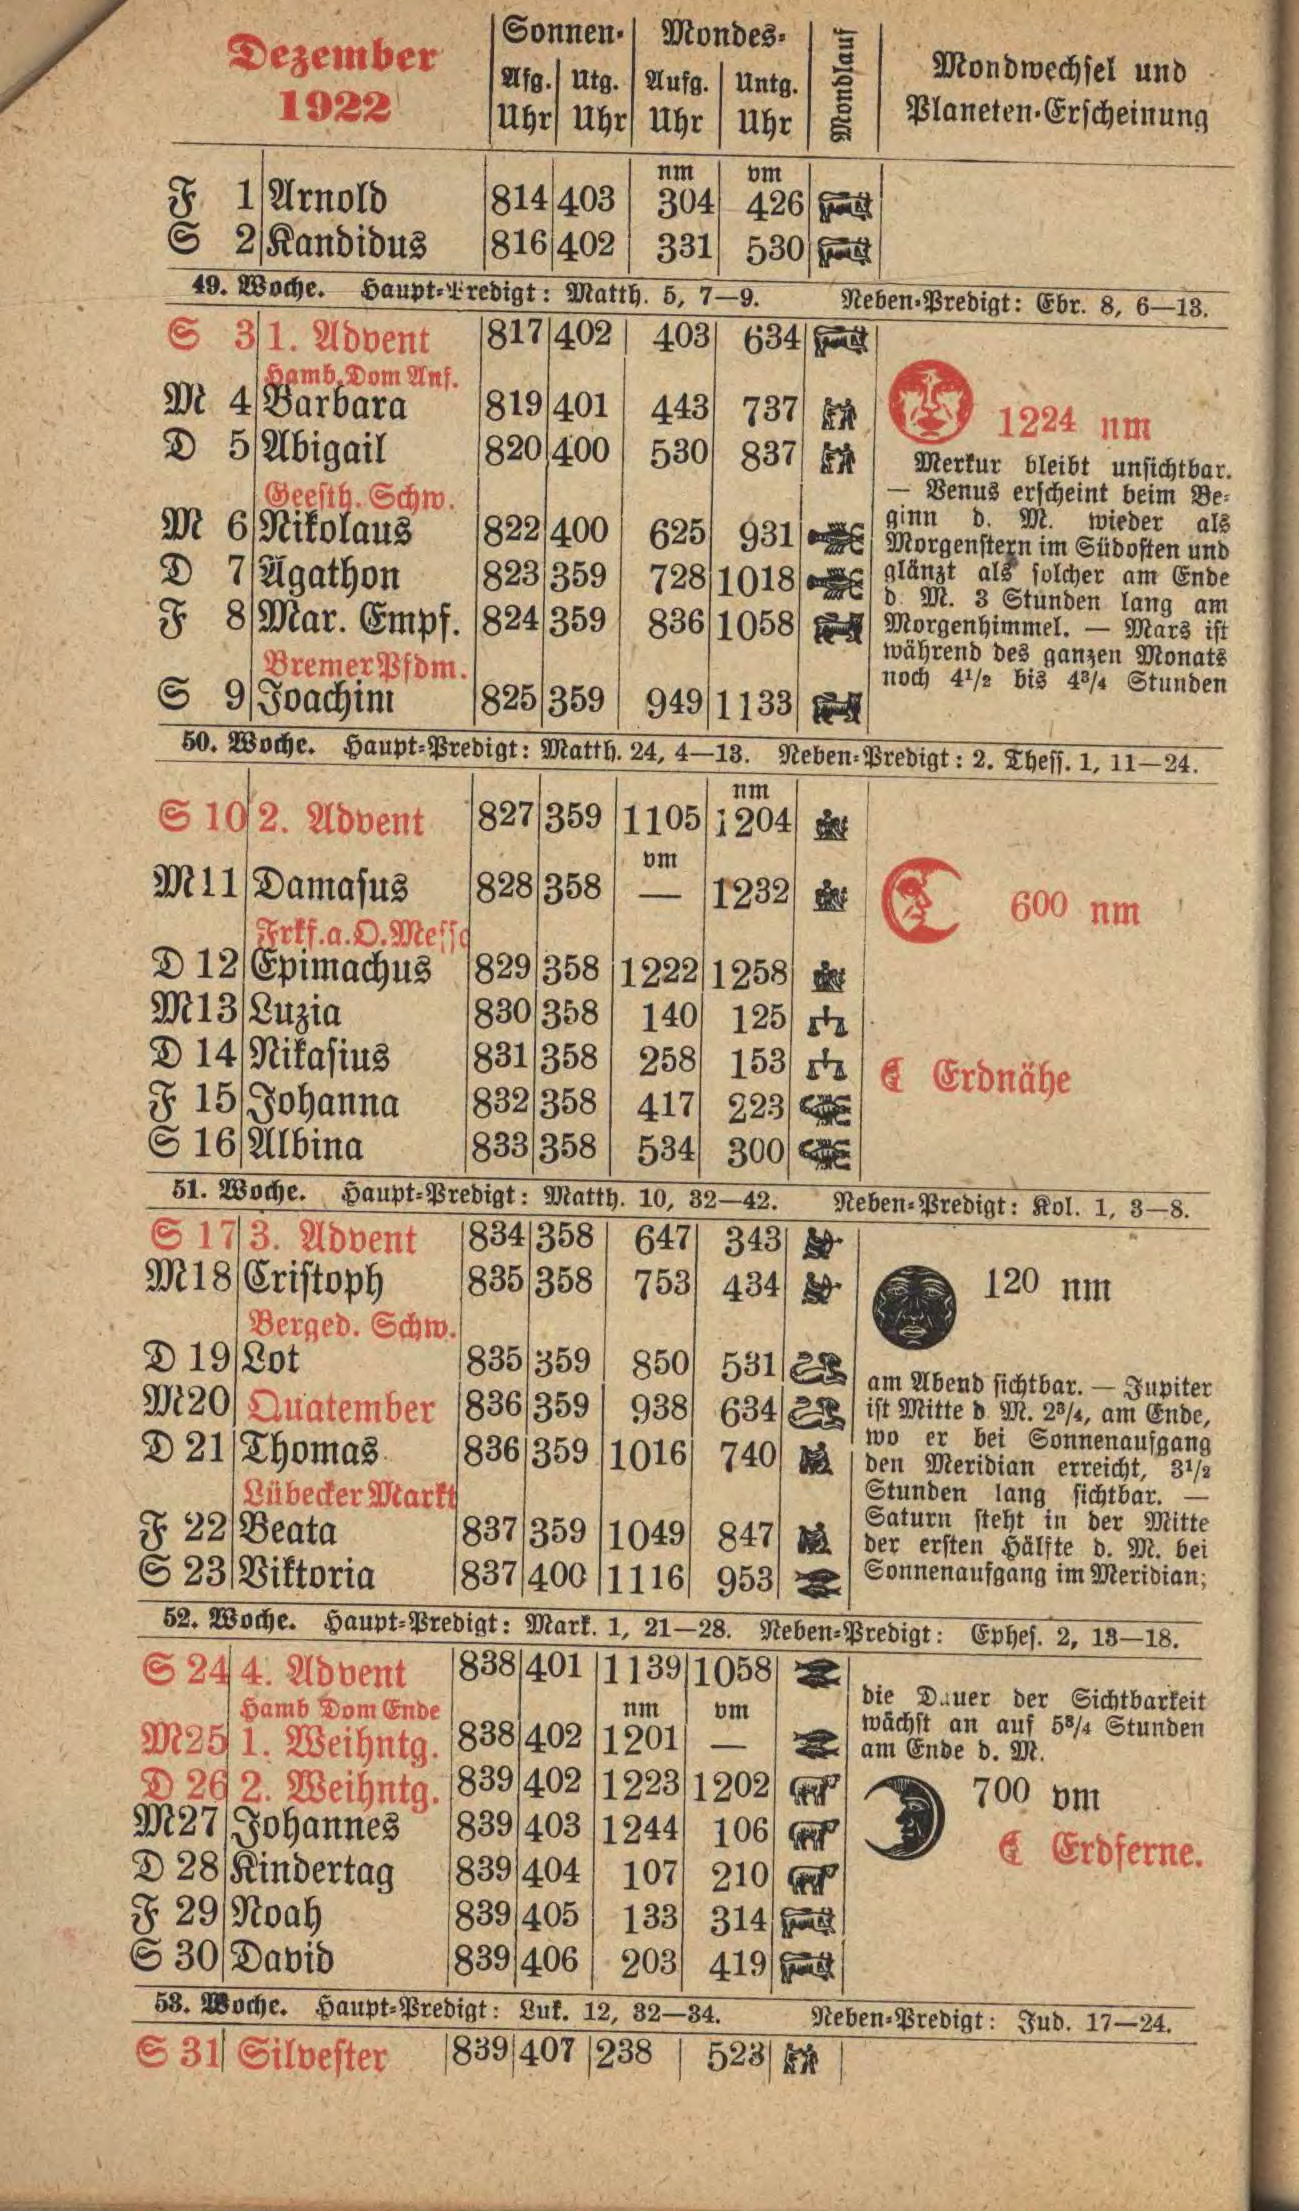 Dezember
1922
Sonnen- Mondes- Mondlauf
Afg. Utg. Aufg. Untg.
Uhr Uhr Uhr Uhr
Mondwechsel und
Planeten-Erscheinung
nm vm
F 1 Arnold 814 403 304 426
S 2 Kandidus 816 402 331 530
49. Woche. Haupt-Predigt: Matth. 5, 7—9. Neben-Predigt: Ebr. 8, 6—13.
S 3 1. Advent 817 402 403 634
Hamb. Dom Anf.
M 4 Barbara 819 401 443 737
1224 nm
D 5 Abigail 820 400 530 837
Geesth. Schw.
M 6 Nikolaus 822 400 625 931
D 7 Agathon 823 359 728 1018
F 8 Mar. Empf. 824 359 836 1058
Bremer Pfdm.
S 9 Joachim 825 359 949 1133
Merkur bleibt unsichtbar.
— Venus erscheint beim Be-
ginn d. M. wieder als
Morgenstern im Südosten und
glänzt als solcher am Ende
d. M. 3 Stunden lang am
Morgenhimmel. — Mars ist
während des ganzen Monats
noch 4 1/2 bis 4 3/4 Stunden
50. Woche. Haupt-Predigt: Matth. 24, 4—13. Neben-Predigt: 2. Thess. 1, 11—24.
nm
S 10 2. Advent 827 359 1105 1204
vm
M 11 Damasus 828 358 — 1232
600 nm
Frkf. a. O. Messe
D 12 Epimachus 829 358 1222 1258
M 13 Luzia 830 358 140 125
D 14 Nikasius 831 358 258 153
Erdnähe
F 15 Johanna 832 358 417 223
S 16 Albina 833 358 534 300
51. Woche. Haupt-Predigt: Matth. 10, 32—42. Neben-Predigt: Kol. 1, 3—8.
S 17 3. Advent 834 358 647 343
M 18 Cristoph 835 358 753 434
120 nm
Berged. Schw.
D 19 Lot 835 359 850 531
M 20 Quatember 836 359 938 634
D 21 Thomas 836 359 1016 740
Lübecker Markt
F 22 Beata 837 359 1049 847
S 23 Viktoria 837 400 1116 953
am Abend sichtbar. — Jupiter
ist Mitte d M. 2 3/4, am Ende,
wo er bei Sonnenaufgang
den Meridian erreicht, 3 1/2
Stunden lang sichtbar. —
Saturn steht in der Mitte
der ersten Hälfte d. M. bei
Sonnenaufgang im Meridian;
52. Woche. Haupt-Predigt: Mark. 1, 21—28. Neben-Predigt: Ephes. 2, 13—18.
S 24 4. Advent 838 401 1139 1058
Hamb Dom Ende nm vm
M 25 1. Weihntg. 838 402 1201 —
die Dauer der Sichtbarkeit
wächst an auf 5 3/4 Stunden
am Ende d. M.
D 26 2. Weihntg. 839 402 1223 1202
700 vm
M 27 Johannes 839 403 1244 106
Erdferne.
D 28 Kindertag 839 404 107 210
F 29 Noah 839 405 133 314
S 30 David 839 406 203 419
53. Woche. Haupt-Predigt: Luk. 12, 32—34. Neben-Predigt: Jud. 17—24.
S 31 Silvester 839 407 238 523